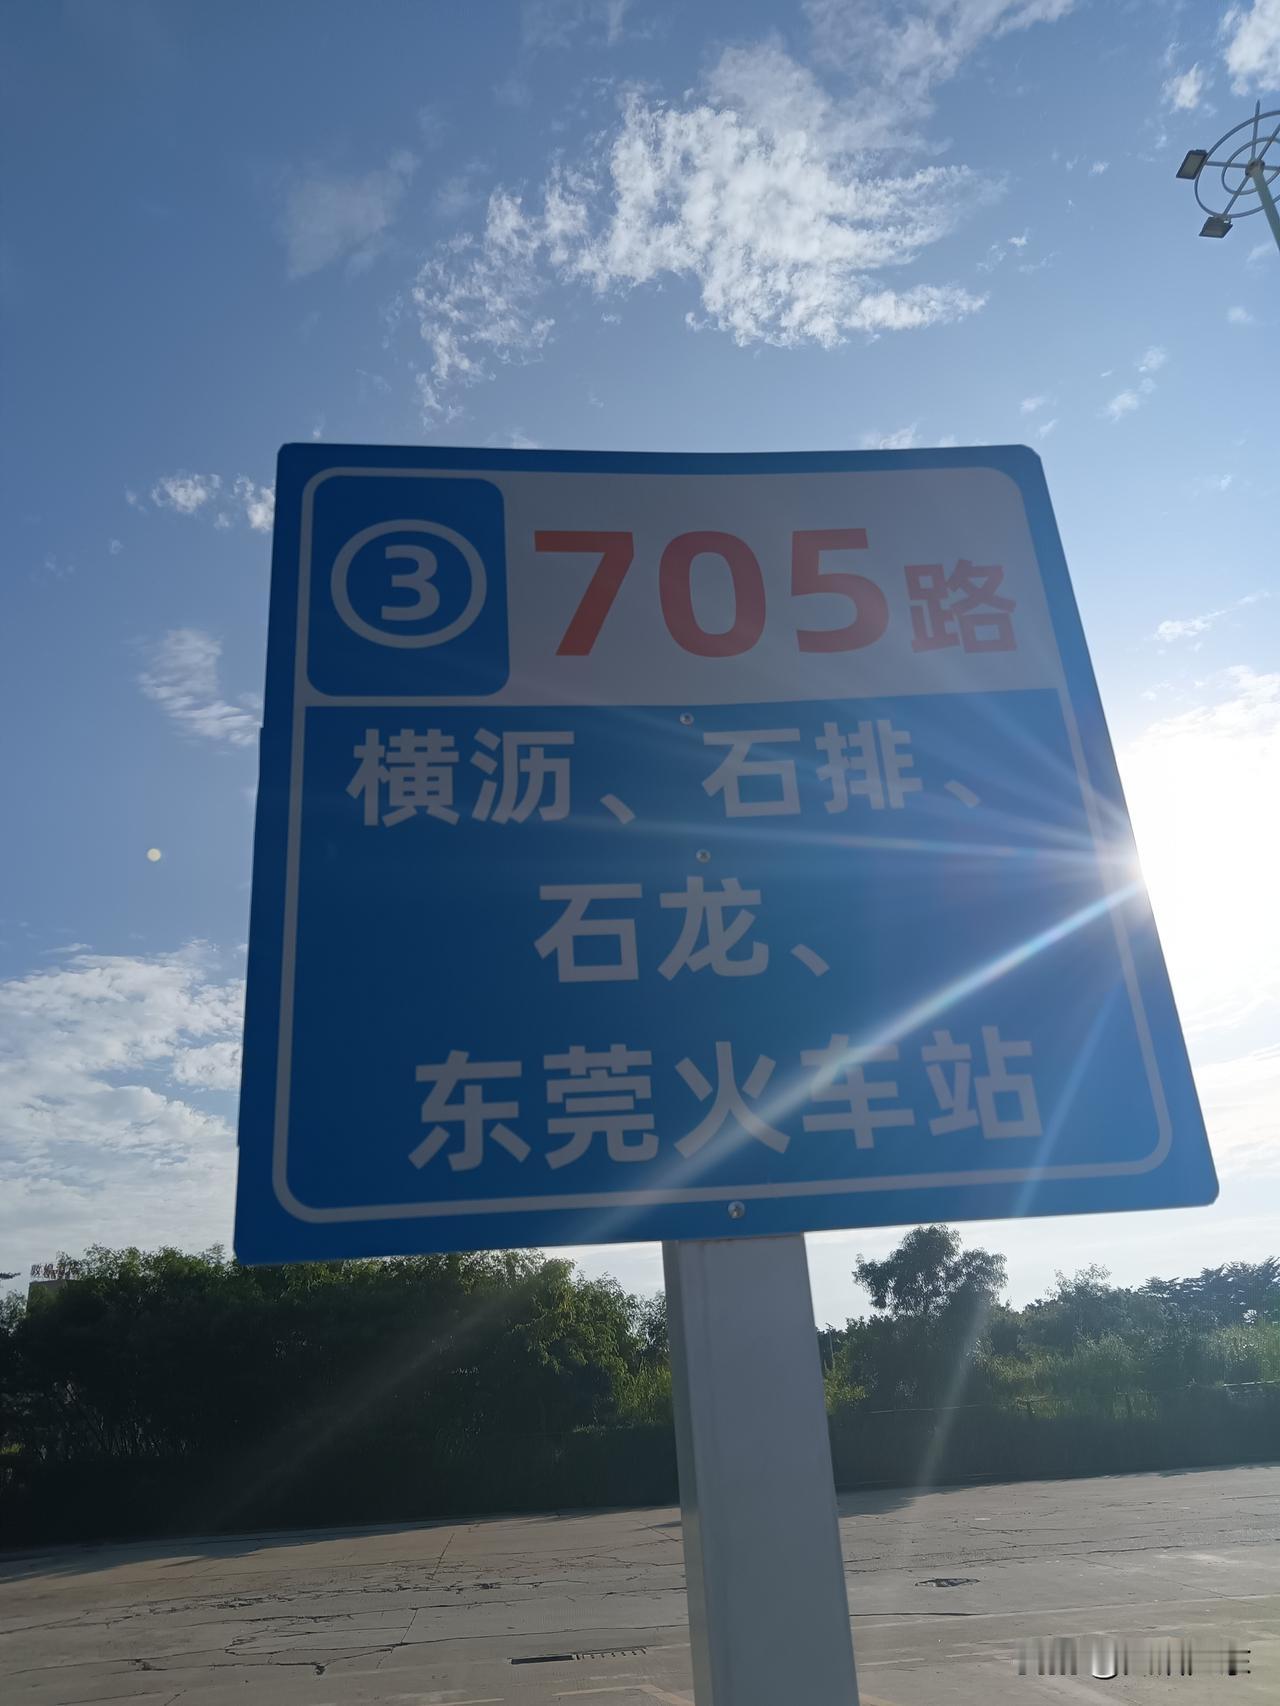 ③ 705路
横沥、石排、
石龙、
东莞火车站